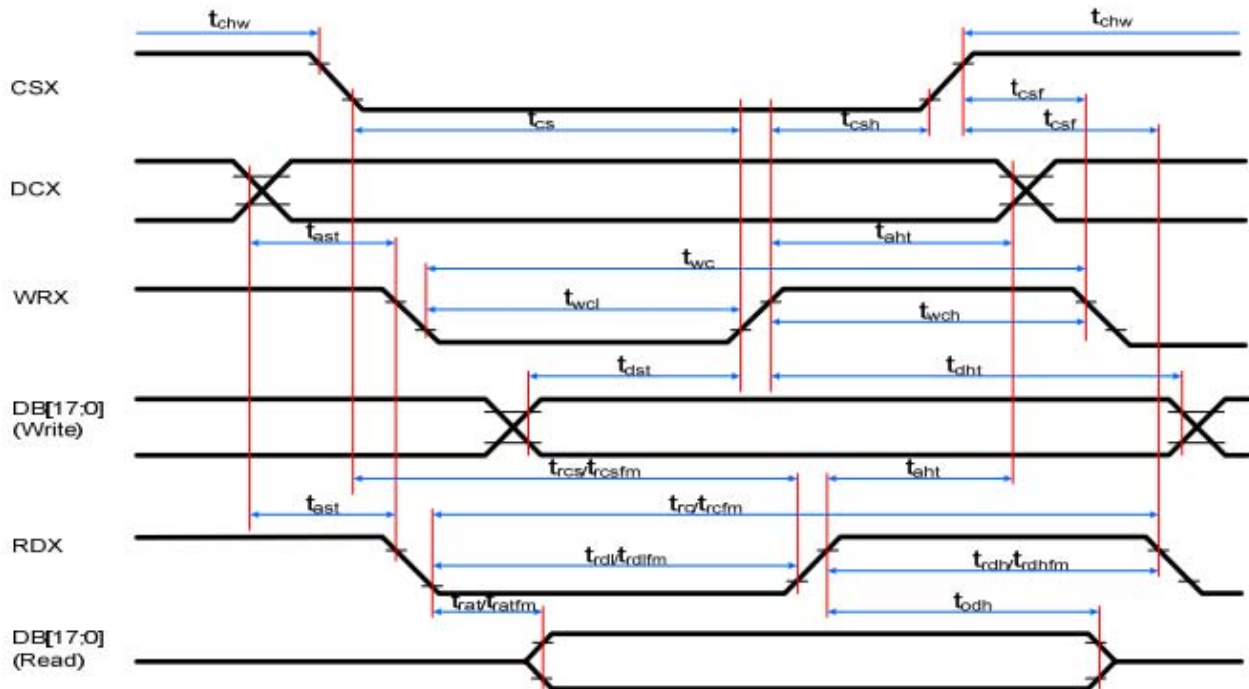 tchw tchw
CSX
tcsf
tcs tcsh tcsf
DCX
tast taht
twc
WRX
twcl twch
tdst tdht
DB[17;0]
(Write)
trcs/trcsfm taht
tast trc/trcfm
RDX
trdl/trdlfm trdh/trdhfm
trat/tratfm todh
DB[17;0]
(Read)